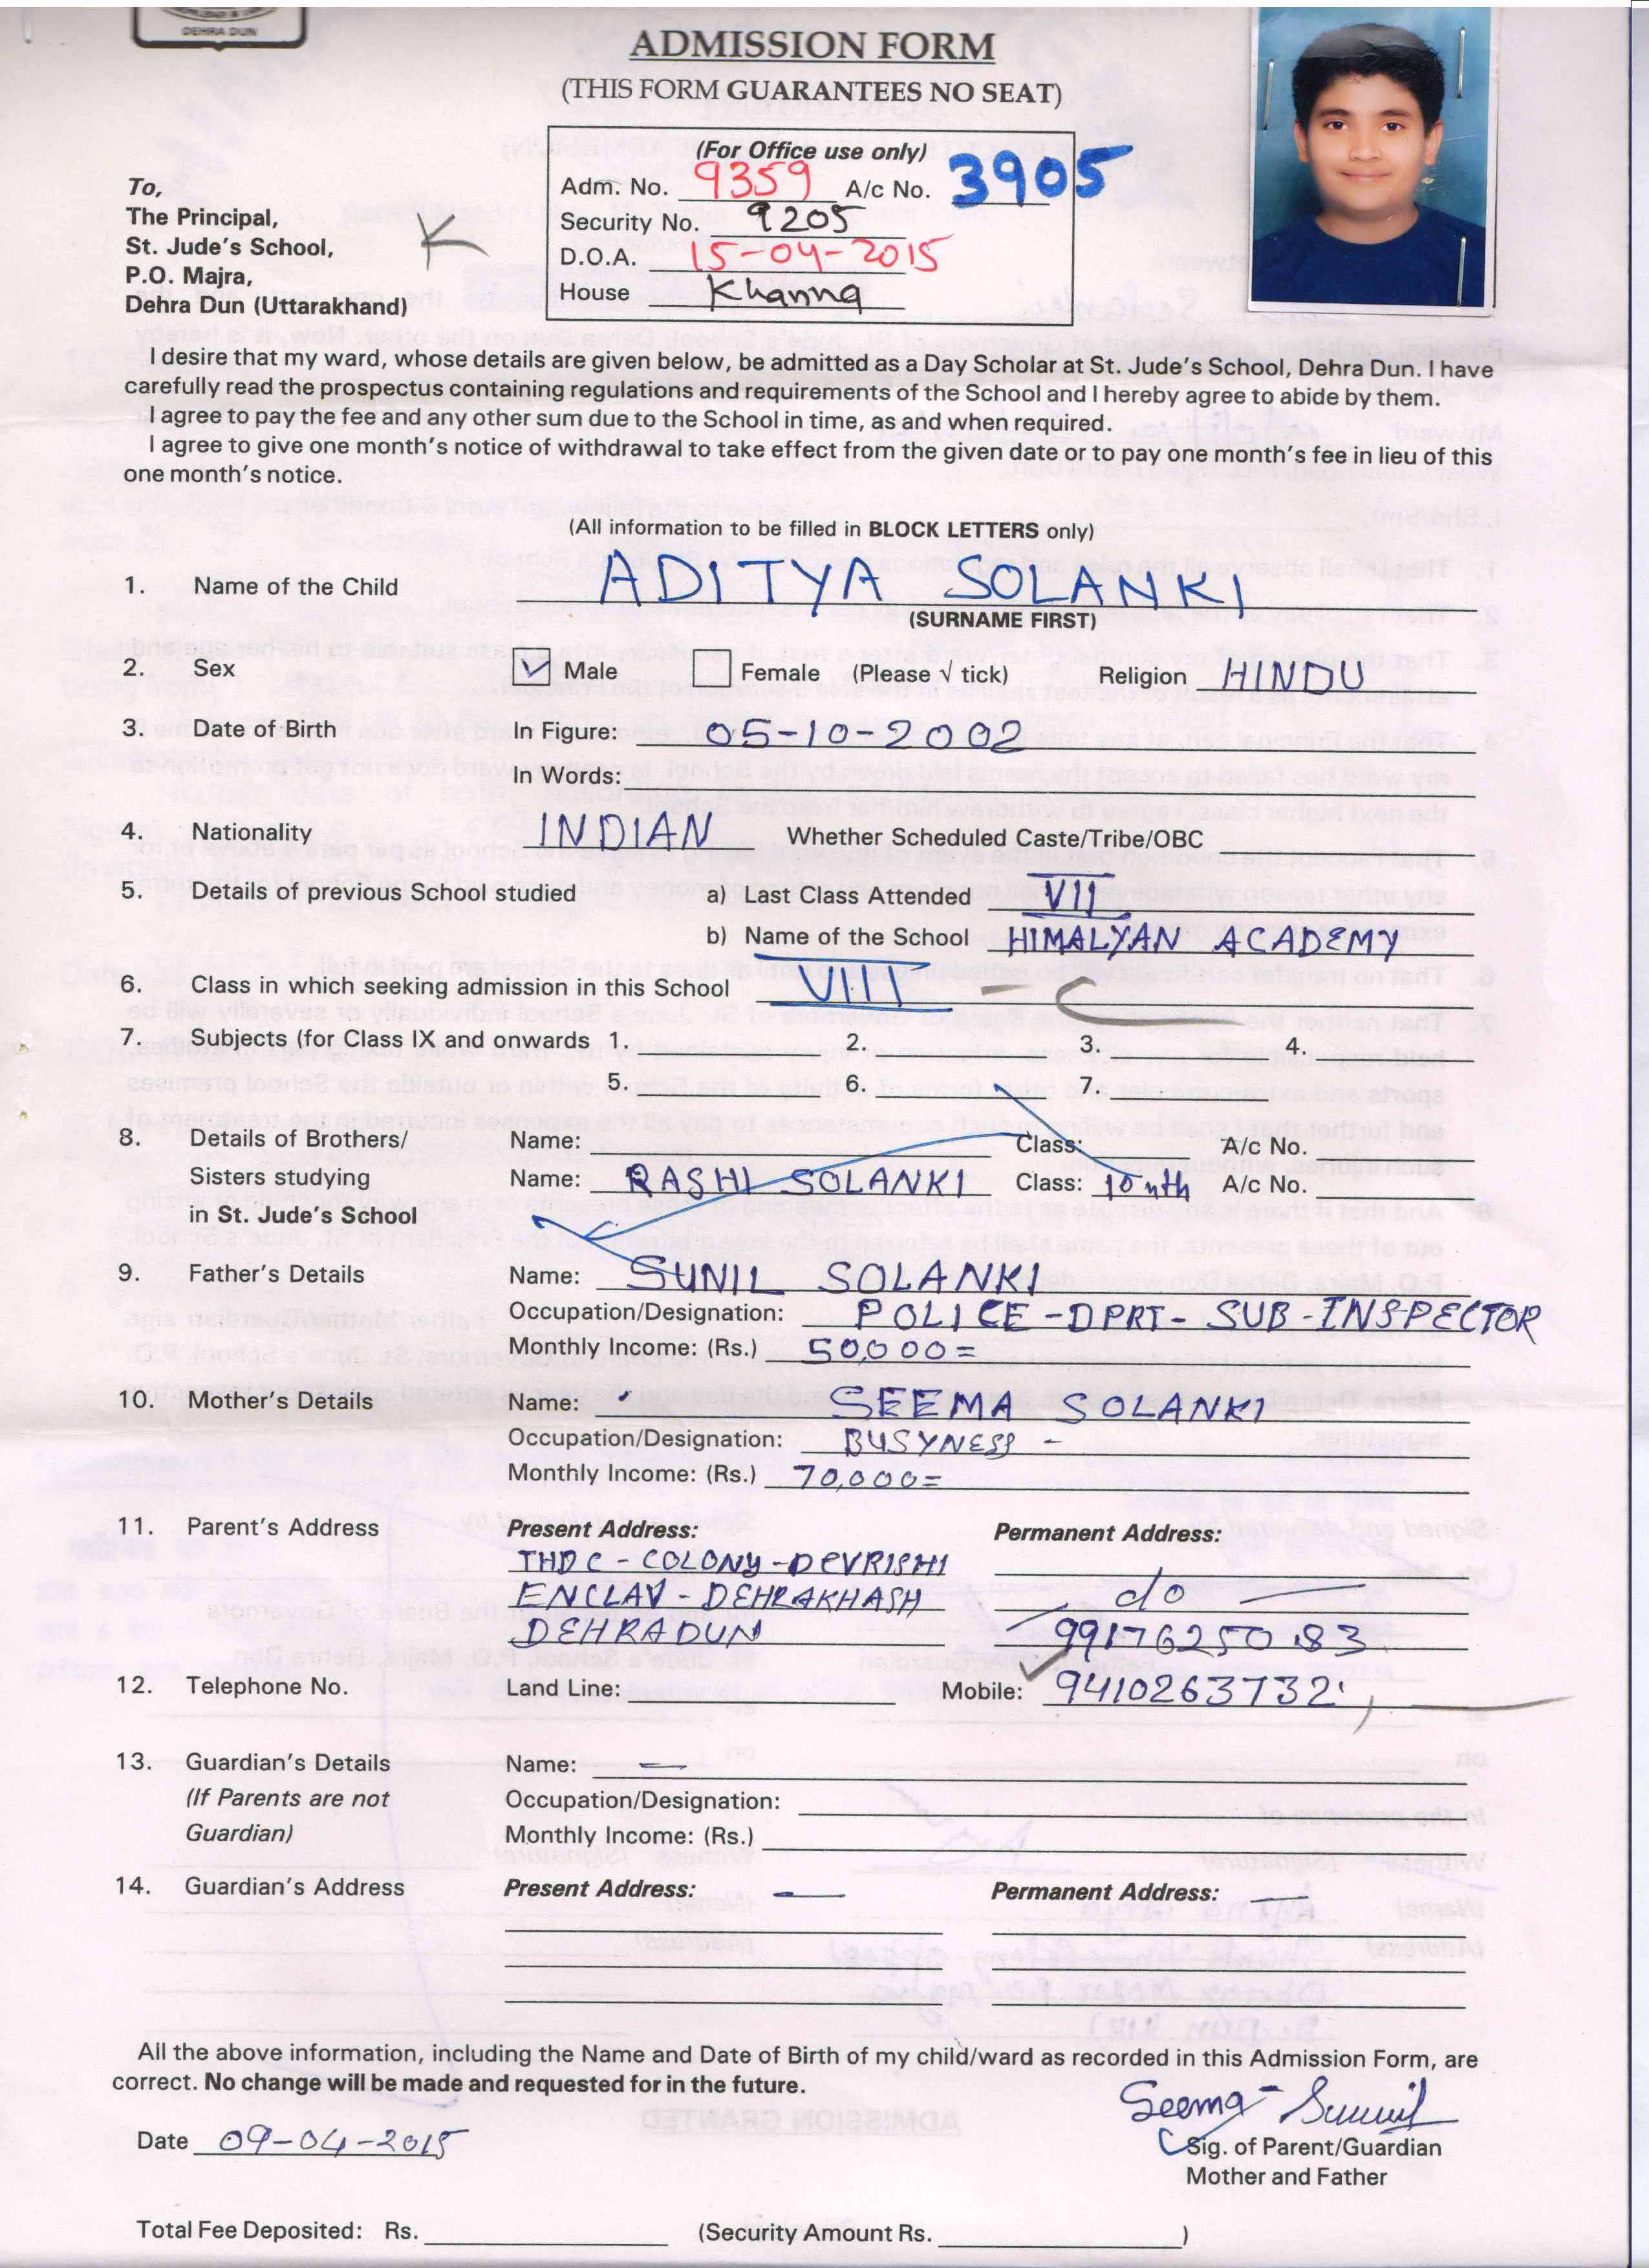 DEHRA DUN
ADMISSION FORM
(THIS FORM GUARANTEES NO SEAT)
(For Office use only)
Adm. No. 9359 A/c No. 3905
Security No. 9205
D.O.A. 15-04-2015
House Khanna
To,
The Principal,
St. Jude's School,
P.O. Majra,
Dehra Dun (Uttarakhand)
K
I desire that my ward, whose details are given below, be admitted as a Day Scholar at St. Jude's School, Dehra Dun. I have
carefully read the prospectus containing regulations and requirements of the School and I hereby agree to abide by them.
I agree to pay the fee and any other sum due to the School in time, as and when required.
I agree to give one month's notice of withdrawal to take effect from the given date or to pay one month's fee in lieu of this
one month's notice.
(All information to be filled in BLOCK LETTERS only)
1. Name of the Child ADITYA SOLANKI
(SURNAME FIRST)
2. Sex Male Female (Please √ tick) Religion HINDU
3. Date of Birth In Figure: 05-10-2002
In Words:
4. Nationality INDIAN Whether Scheduled Caste/Tribe/OBC
5. Details of previous School studied a) Last Class Attended VII
b) Name of the School HIMALYAN ACADEMY
6. Class in which seeking admission in this School VIII - C
7. Subjects (for Class IX and onwards 1. 2. 3. 4.
5. 6. 7.
8. Details of Brothers/ Name: Class: A/c No.
Sisters studying Name: RASHI SOLANKI Class: 10nth A/c No.
in St. Jude's School
9. Father's Details Name: SUNIL SOLANKI
Occupation/Designation: POLICE-DPRT-SUB-INSPECTOR
Monthly Income: (Rs.) 50,000=
10. Mother's Details Name: SEEMA SOLANKI
Occupation/Designation: BUSYNESS -
Monthly Income: (Rs.) 70,000=
11. Parent's Address Present Address: Permanent Address:
THDC-COLONY-DEVRISHI
ENCLAV-DEHRAKHASH do
DEHRADUN 9917625083
12. Telephone No. Land Line: Mobile: 9410263732
13. Guardian's Details Name: —
(If Parents are not Occupation/Designation:
Guardian) Monthly Income: (Rs.)
14. Guardian's Address Present Address: — Permanent Address: —
All the above information, including the Name and Date of Birth of my child/ward as recorded in this Admission Form, are
correct. No change will be made and requested for in the future.
Seema - Sunil
Date 09-04-2015 Sig. of Parent/Guardian
Mother and Father
Total Fee Deposited: Rs. (Security Amount Rs. )